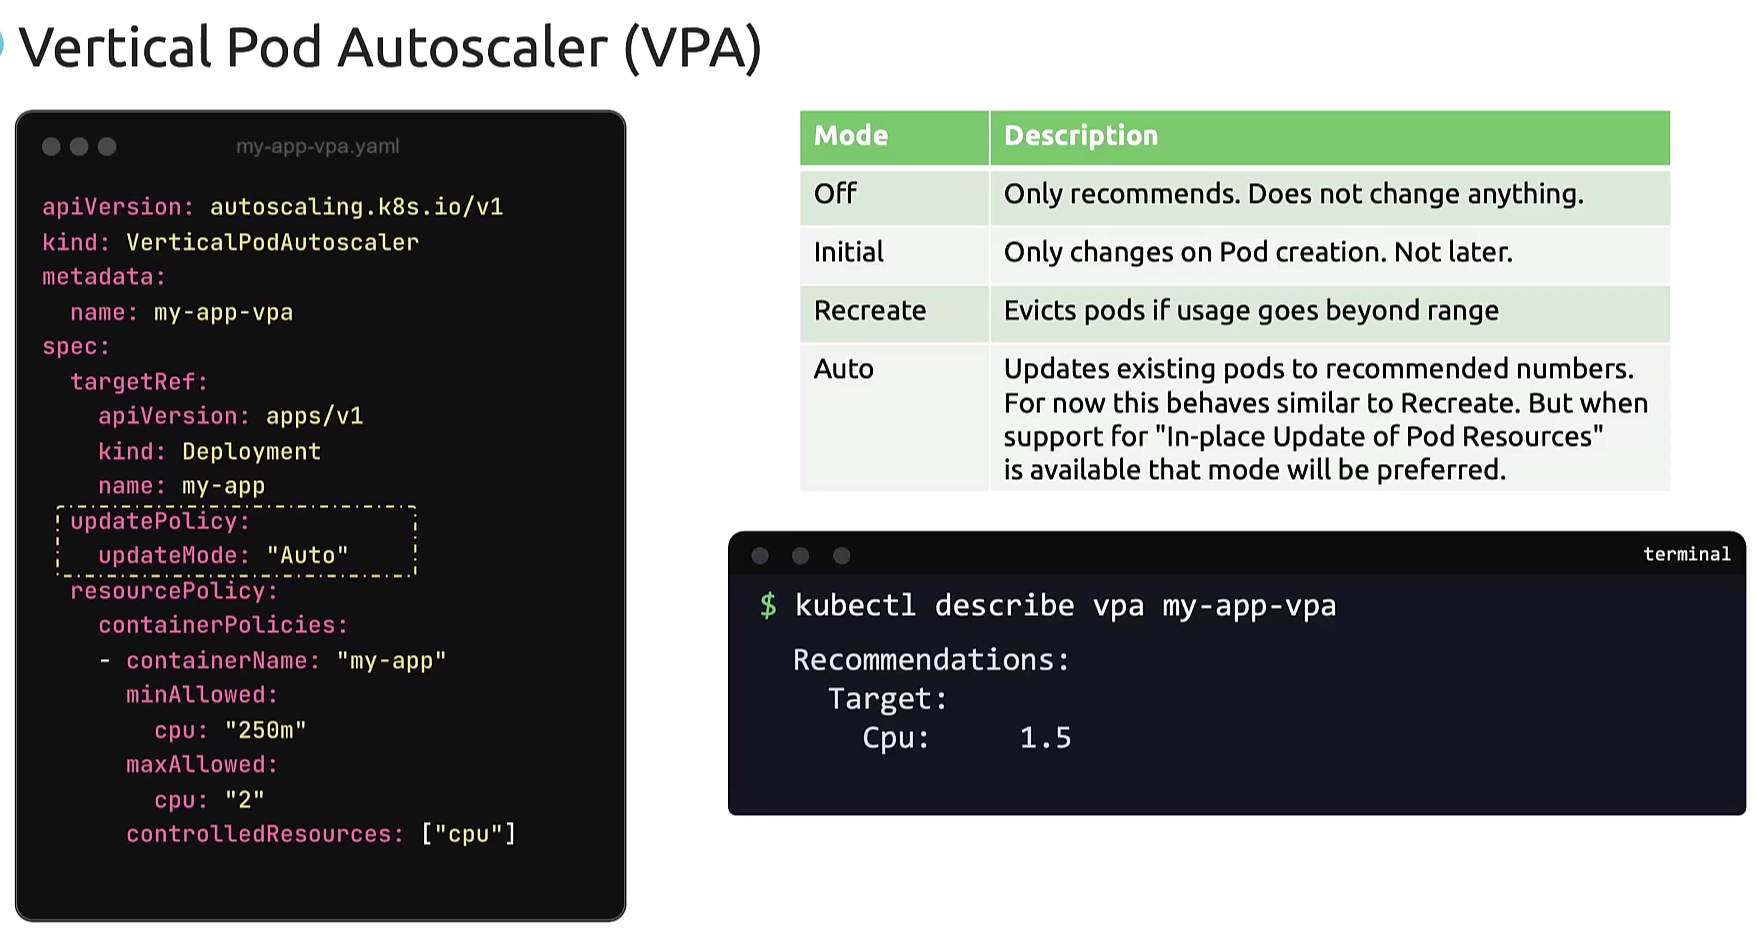 Vertical Pod Autoscaler (VPA)
my-app-vpa.yaml
apiVersion: autoscaling.k8s.io/v1
kind: VerticalPodAutoscaler
metadata:
  name: my-app-vpa
spec:
  targetRef:
    apiVersion: apps/v1
    kind: Deployment
    name: my-app
  updatePolicy:
    updateMode: "Auto"
  resourcePolicy:
    containerPolicies:
    - containerName: "my-app"
      minAllowed:
        cpu: "250m"
      maxAllowed:
        cpu: "2"
      controlledResources: ["cpu"]
Mode Description
Off Only recommends. Does not change anything.
Initial Only changes on Pod creation. Not later.
Recreate Evicts pods if usage goes beyond range
Auto Updates existing pods to recommended numbers.
For now this behaves similar to Recreate. But when
support for "In-place Update of Pod Resources"
is available that mode will be preferred.
terminal
$ kubectl describe vpa my-app-vpa
Recommendations:
  Target:
    Cpu: 1.5